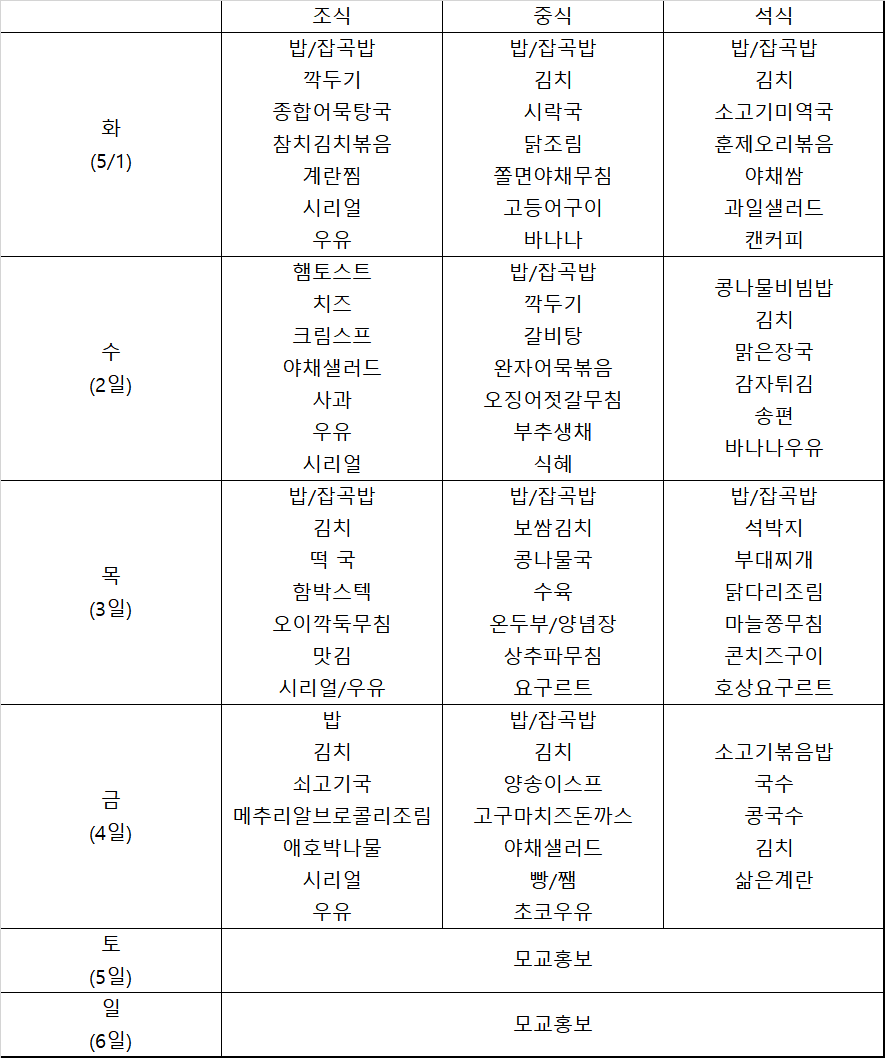 조식 중식 석식
화
(5/1)
밥/잡곡밥
깍두기
종합어묵탕국
참치김치볶음
계란찜
시리얼
우유
밥/잡곡밥
김치
시락국
닭조림
쫄면야채무침
고등어구이
바나나
밥/잡곡밥
김치
소고기미역국
훈제오리볶음
야채쌈
과일샐러드
캔커피
수
(2일)
햄토스트
치즈
크림스프
야채샐러드
사과
우유
시리얼
밥/잡곡밥
깍두기
갈비탕
완자어묵볶음
오징어젓갈무침
부추생채
식혜
콩나물비빔밥
김치
맑은장국
감자튀김
송편
바나나우유
목
(3일)
밥/잡곡밥
김치
떡 국
함박스텍
오이깍둑무침
맛김
시리얼/우유
밥/잡곡밥
보쌈김치
콩나물국
수육
온두부/양념장
상추파무침
요구르트
밥/잡곡밥
석박지
부대찌개
닭다리조림
마늘쫑무침
콘치즈구이
호상요구르트
금
(4일)
밥
김치
쇠고기국
메추리알브로콜리조림
애호박나물
시리얼
우유
밥/잡곡밥
김치
양송이스프
고구마치즈돈까스
야채샐러드
빵/쨈
초코우유
소고기볶음밥
국수
콩국수
김치
삶은계란
토
(5일)
모교홍보
일
(6일)
모교홍보